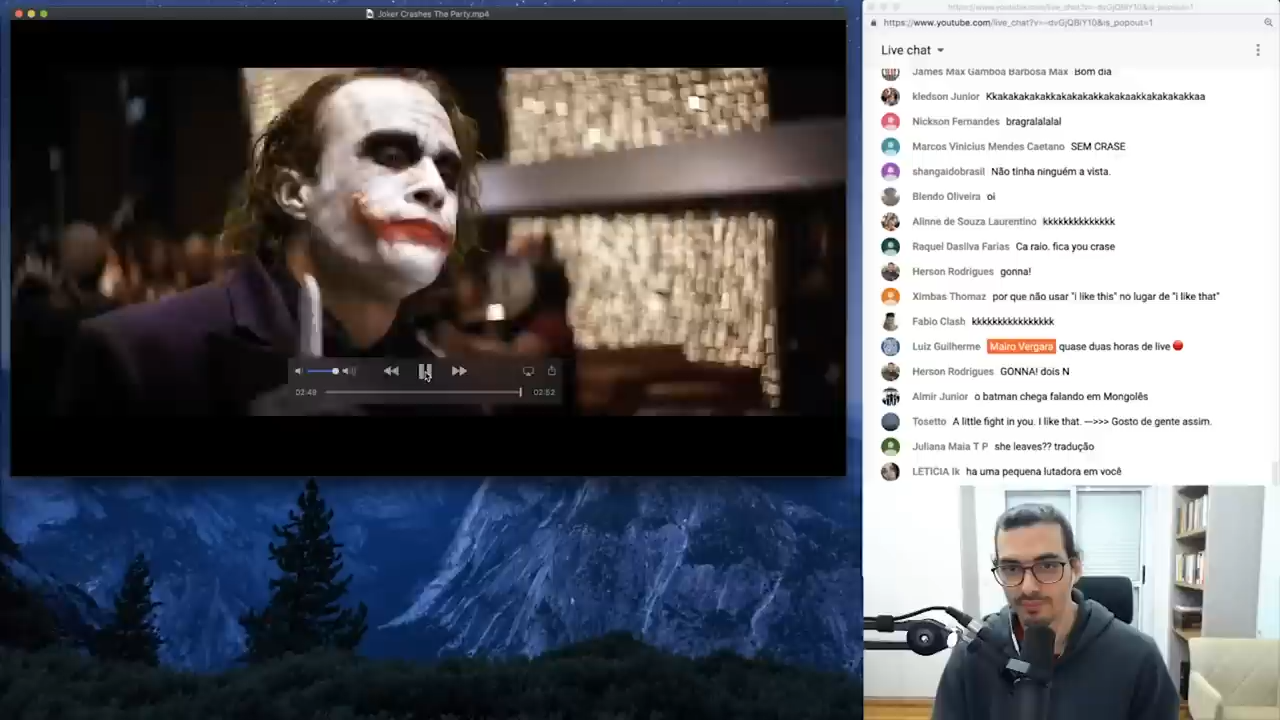 Joker Crashes The Party.mp4
02:49
02:52
https://www.youtube.com/live_chat?v=
is_popout=1
Live chat
James Max Gamboa Barbosa Max Bom dia
kledson Junior
Nickson Fernandes bragralalalal
Marcos Vinicius Mendes Caetano SEM CRASE
shangaidobrasil Não tinha ninguém a vista.
Blendo Oliveira oi
Alinne de Souza Laurentino kkkkkkkkkkkkkk
Raquel Dasilva Farias Ca raio. fica you crase
Herson Rodrigues gonna!
Ximbas Thomaz por que não usar "i like this" no lugar de "i like that"
Fabio Clash kkkkkkkkkkkkkkkk
Luiz Guilherme Mairo Vergara quase duas horas de live
Herson Rodrigues GONNA! dois N
Almir Junior o batman chega falando em Mongolês
Tosetto A little fight in you. I like that. --->>> Gosto de gente assim.
Juliana Maia T P she leaves?? tradução
LETICIA lk ha uma pequena lutadora em você